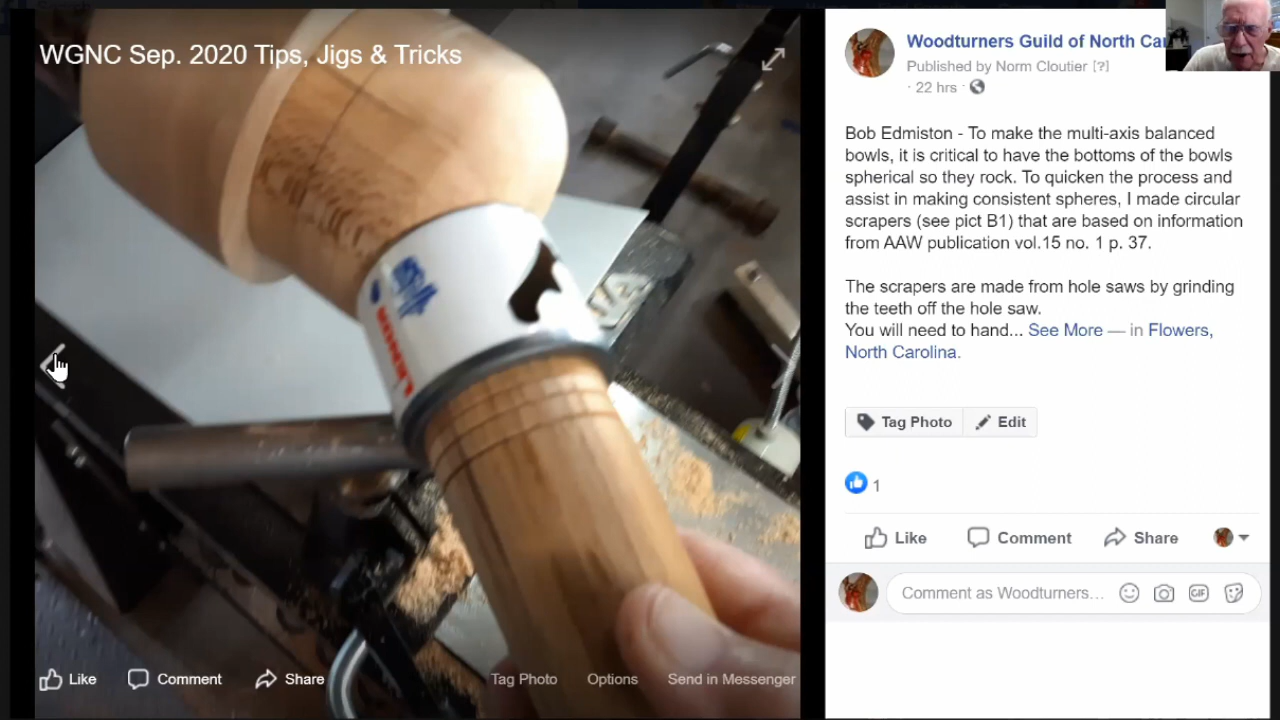 WGNC Sep. 2020 Tips, Jigs & Tricks
LENOX
Like Comment Share Tag Photo Options Send in Messenger
Woodturners Guild of North
Published by Norm Cloutier [?]
· 22 hrs ·
Bob Edmiston - To make the multi-axis balanced
bowls, it is critical to have the bottoms of the bowls
spherical so they rock. To quicken the process and
assist in making consistent spheres, I made circular
scrapers (see pict B1) that are based on information
from AAW publication vol.15 no. 1 p. 37.
The scrapers are made from hole saws by grinding
the teeth off the hole saw.
You will need to hand... See More — in Flowers,
North Carolina.
Tag Photo Edit
1
Like Comment Share
Comment as Woodturners... GIF